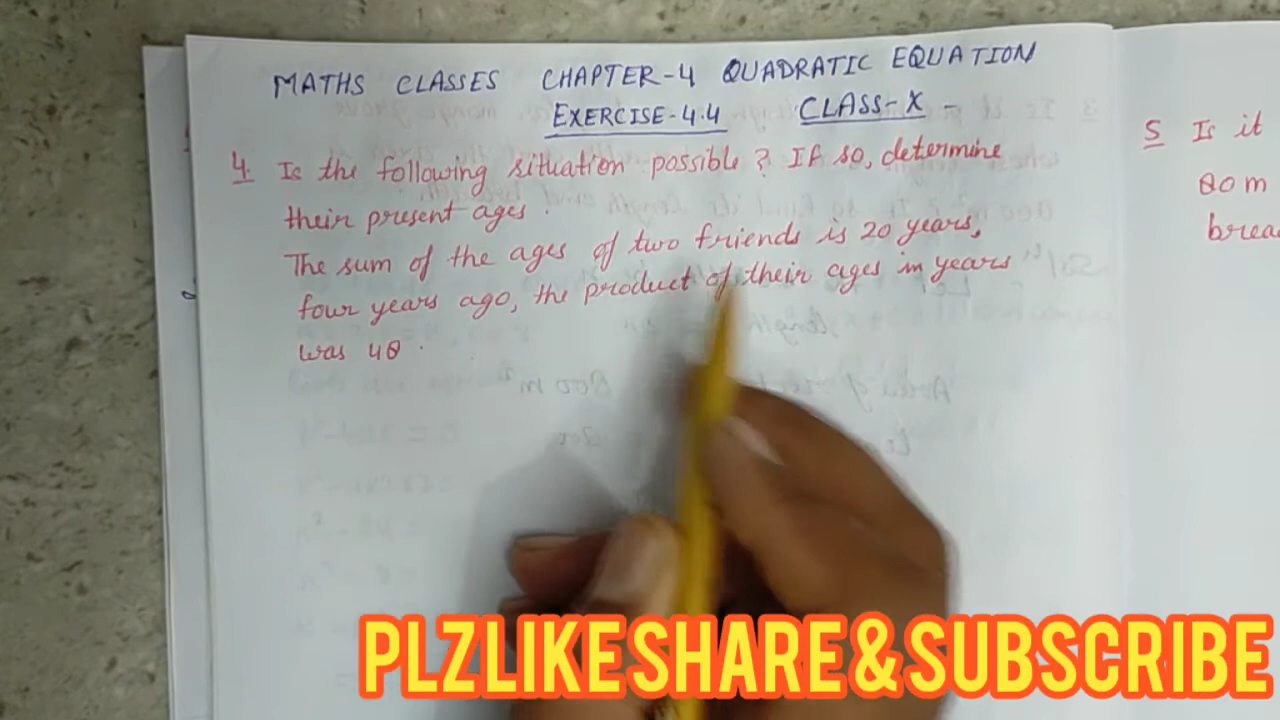 MATHS CLASSES CHAPTER-4 QUADRATIC EQUATION
EXERCISE-4.4 CLASS-X
4 Is the following situation possible? If so, determine
their present ages.
The sum of the ages of two friends is 20 years,
four years ago, the product of their ages in years
was 48.
5 Is it
80m
brea
PLZ LIKE SHARE & SUBSCRIBE